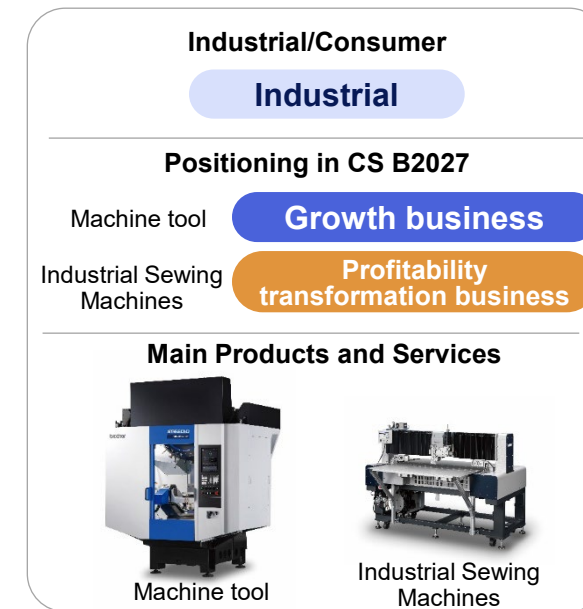 Industrial/Consumer
Industrial
Positioning in CS B2027
Machine tool
Growth business
Industrial Sewing
Machines
Profitability
transformation business
Main Products and Services
brother
Machine tool
Industrial Sewing
Machines